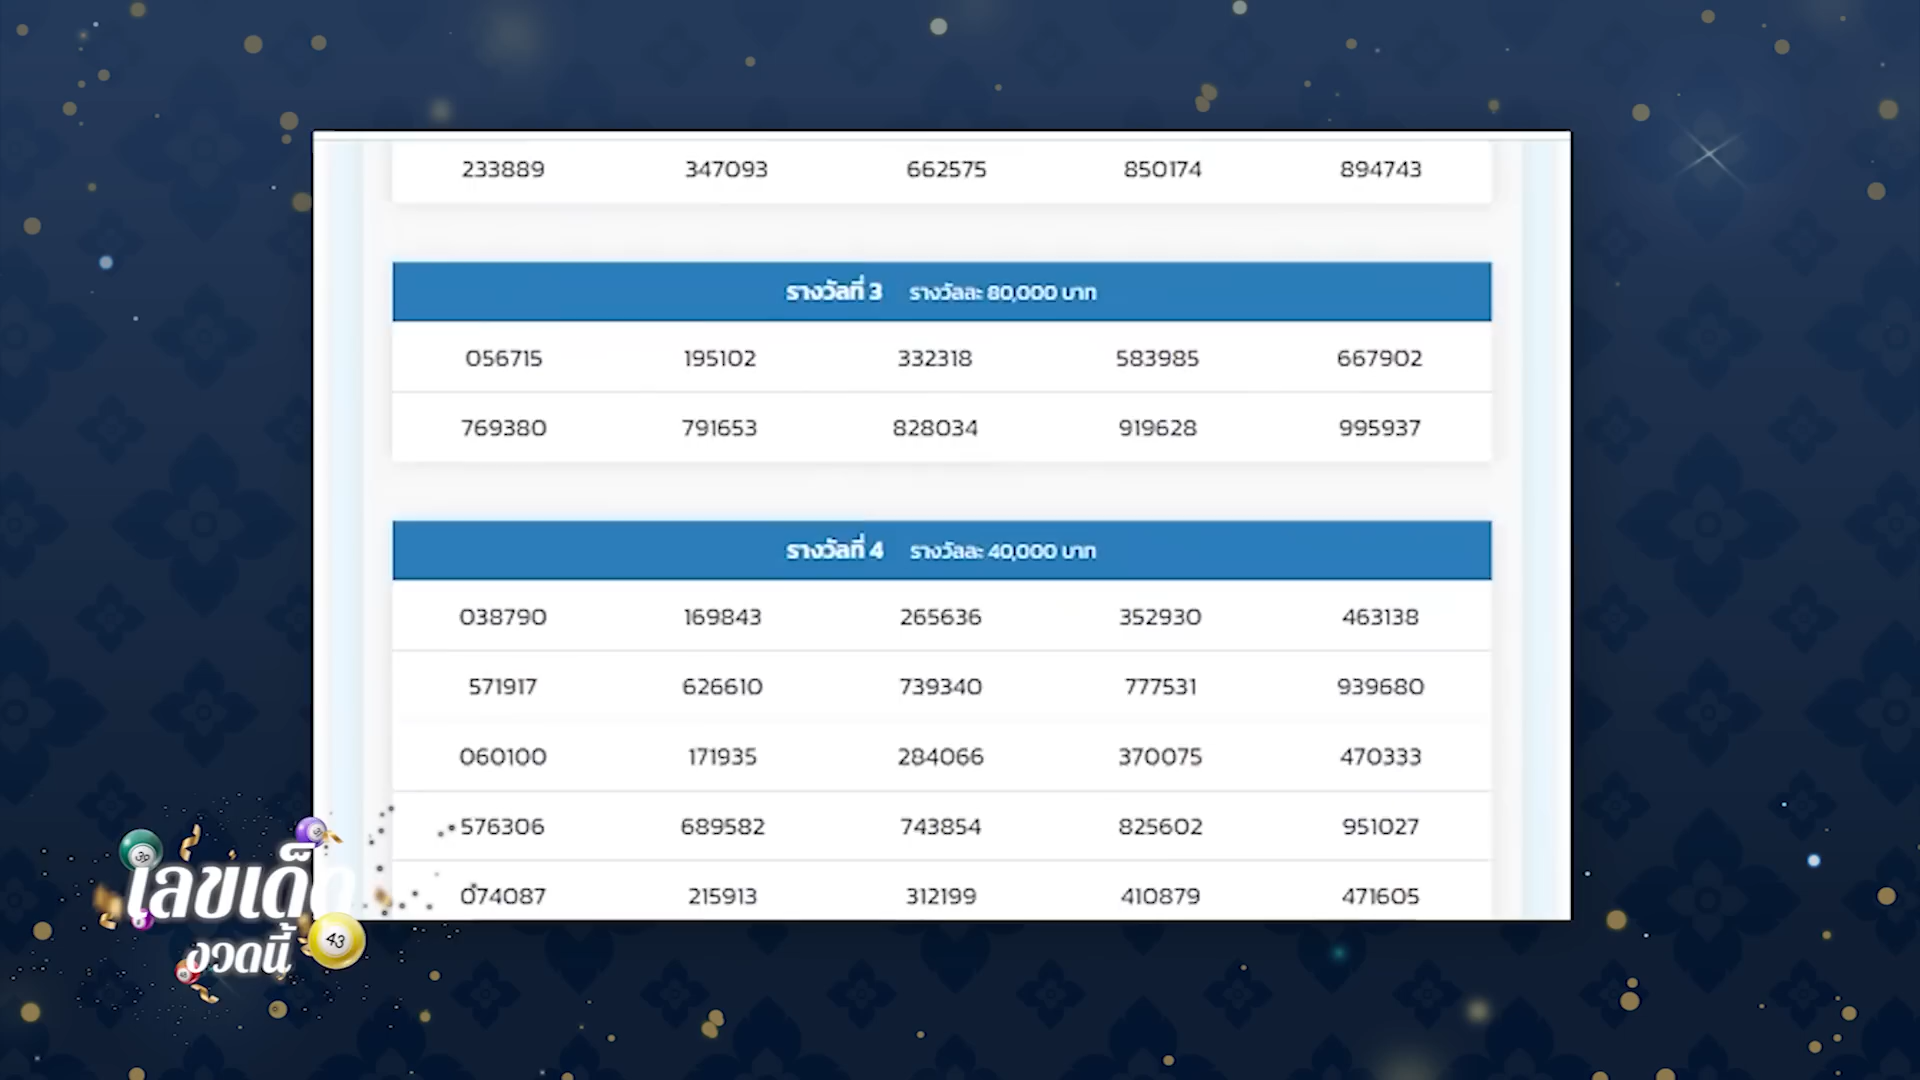 233889 347093 662575 850174 894743
รางวัลที่ 3 รางวัลละ 80,000 บาท
056715 195102 332318 583985 667902
769380 791653 828034 919628 995937
รางวัลที่ 4 รางวัลละ 40,000 บาท
038790 169843 265636 352930 463138
571917 626610 739340 777531 939680
060100 171935 284066 370075 470333
576306 689582 743854 825602 951027
074087 215913 312199 410879 471605
เลขเด็ด
งวดนี้
43